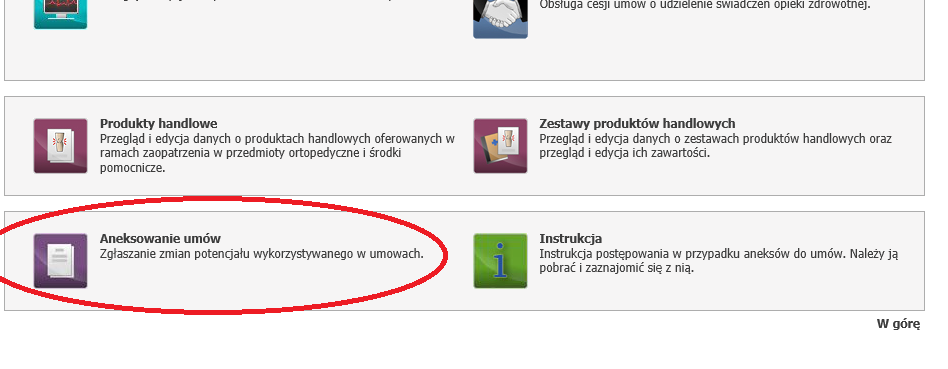 Obsługa cesji umów o udzielenie świadczeń opieki zdrowotnej.
Produkty handlowe
Przegląd i edycja danych o produktach handlowych oferowanych w
ramach zaopatrzenia w przedmioty ortopedyczne i środki
pomocnicze.
Zestawy produktów handlowych
Przegląd i edycja danych o zestawach produktów handlowych oraz
przegląd i edycja ich zawartości.
Aneksowanie umów
Zgłaszanie zmian potencjału wykorzystywanego w umowach.
Instrukcja
Instrukcja postępowania w przypadku aneksów do umów. Należy ją
pobrać i zaznajomić się z nią.
W górę